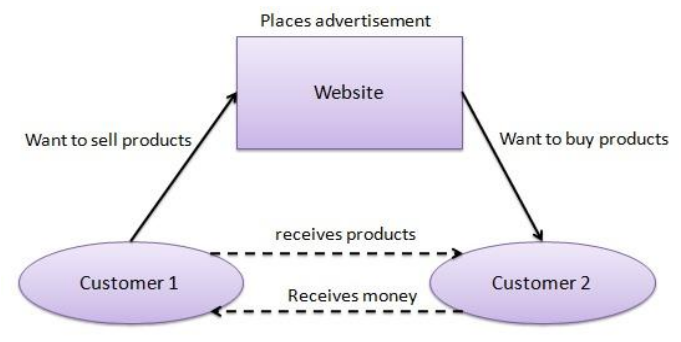 Places advertisement
Website
Want to sell products
Want to buy products
receives products
Customer 1
Customer 2
Receives money